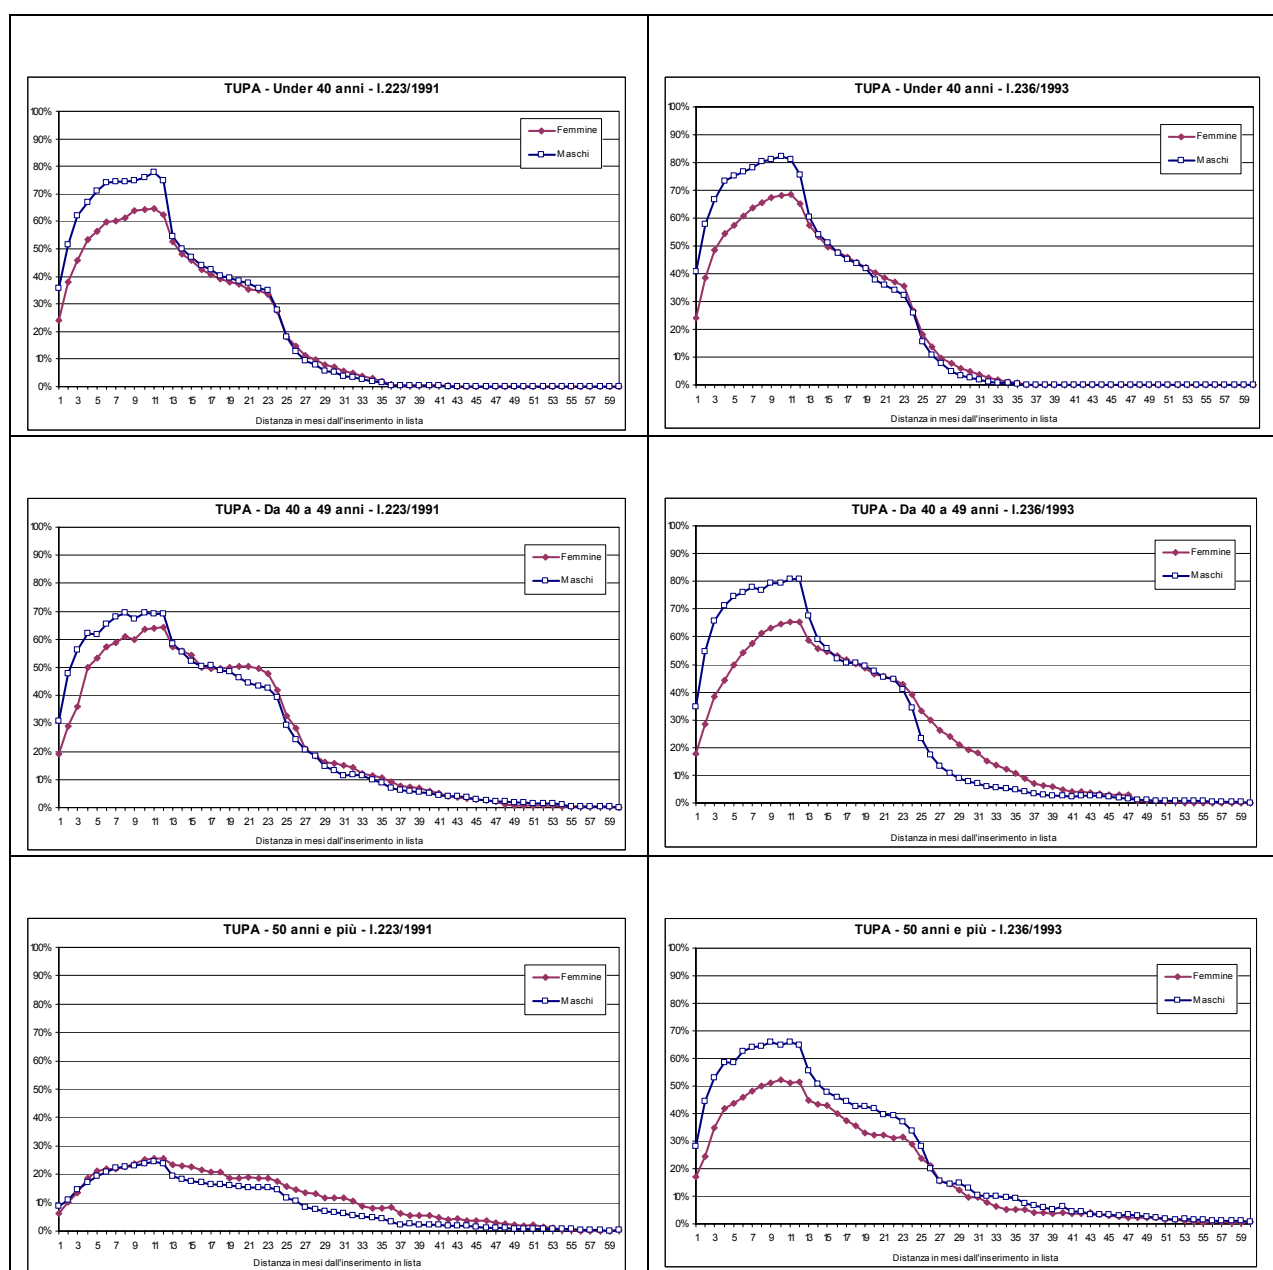 TUPA - Under 40 anni - l.223/1991
100%
90%
80%
70%
60%
50%
40%
30%
20%
10%
0%
Femmine
Maschi
1 3 5 7 9 11 13 15 17 19 21 23 25 27 29 31 33 35 37 39 41 43 45 47 49 51 53 55 57 59
Distanza in mesi dall'inserimento in lista
TUPA - Under 40 anni - l.236/1993
100%
90%
80%
70%
60%
50%
40%
30%
20%
10%
0%
Femmine
Maschi
1 3 5 7 9 11 13 15 17 19 21 23 25 27 29 31 33 35 37 39 41 43 45 47 49 51 53 55 57 59
Distanza in mesi dall'inserimento in lista
TUPA - Da 40 a 49 anni - l.223/1991
100%
90%
80%
70%
60%
50%
40%
30%
20%
10%
0%
Femmine
Maschi
1 3 5 7 9 11 13 15 17 19 21 23 25 27 29 31 33 35 37 39 41 43 45 47 49 51 53 55 57 59
Distanza in mesi dall'inserimento in lista
TUPA - Da 40 a 49 anni - l.236/1993
100%
90%
80%
70%
60%
50%
40%
30%
20%
10%
0%
Femmine
Maschi
1 3 5 7 9 11 13 15 17 19 21 23 25 27 29 31 33 35 37 39 41 43 45 47 49 51 53 55 57 59
Distanza in mesi dall'inserimento in lista
TUPA - 50 anni e più - l.223/1991
100%
90%
80%
70%
60%
50%
40%
30%
20%
10%
0%
Femmine
Maschi
1 3 5 7 9 11 13 15 17 19 21 23 25 27 29 31 33 35 37 39 41 43 45 47 49 51 53 55 57 59
Distanza in mesi dall'inserimento in lista
TUPA - 50 anni e più - l.236/1993
100%
90%
80%
70%
60%
50%
40%
30%
20%
10%
0%
Femmine
Maschi
1 3 5 7 9 11 13 15 17 19 21 23 25 27 29 31 33 35 37 39 41 43 45 47 49 51 53 55 57 59
Distanza in mesi dall'inserimento in lista